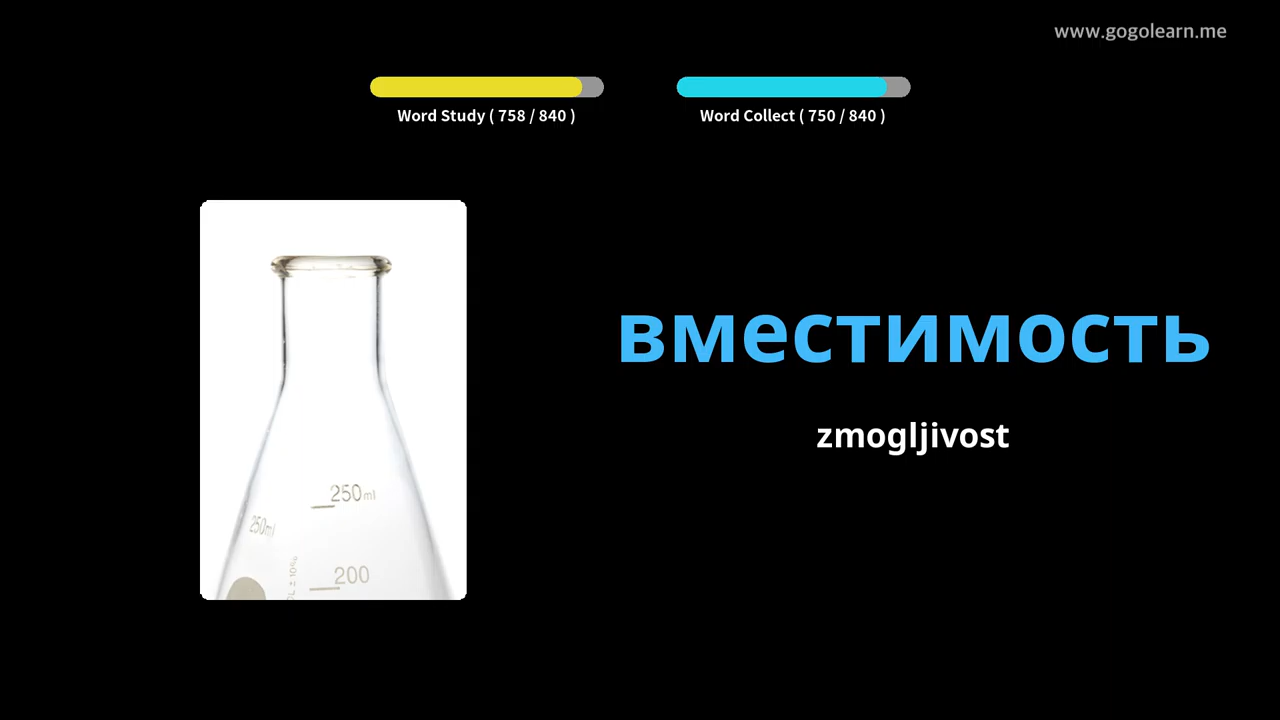 www.gogolearn.me
Word Study ( 758 / 840 )
Word Collect ( 750 / 840 )
вместимость
zmogljivost
250ml
250ml
200